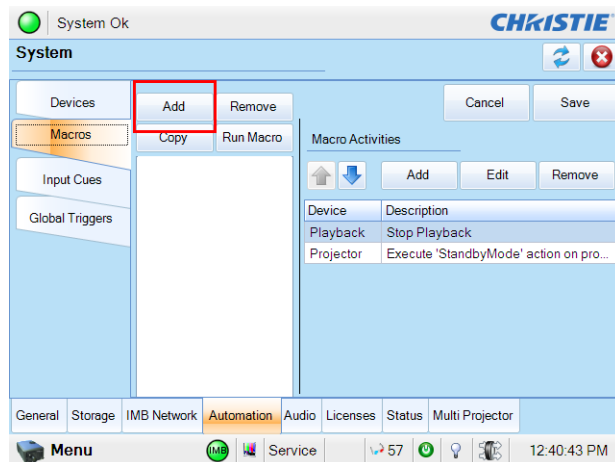 System Ok
CHRISTIE
System
Devices
Macros
Input Cues
Global Triggers
Add
Remove
Copy
Run Macro
Cancel
Save
Macro Activities
Add
Edit
Remove
Device
Description
Playback
Stop Playback
Projector
Execute 'StandbyMode' action on pro...
General
Storage
IMB Network
Automation
Audio
Licenses
Status
Multi Projector
Menu
IMB
Service
57
12:40:43 PM